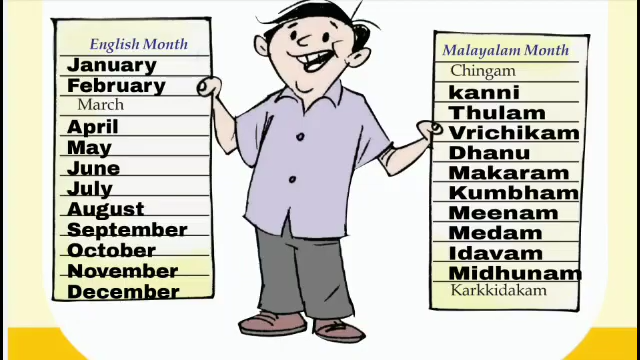 English Month
January
February
March
April
May
June
July
August
September
October
November
December
Malayalam Month
Chingam
kanni
Thulam
Vrichikam
Dhanu
Makaram
Kumbham
Meenam
Medam
Idavam
Midhunam
Karkkidakam